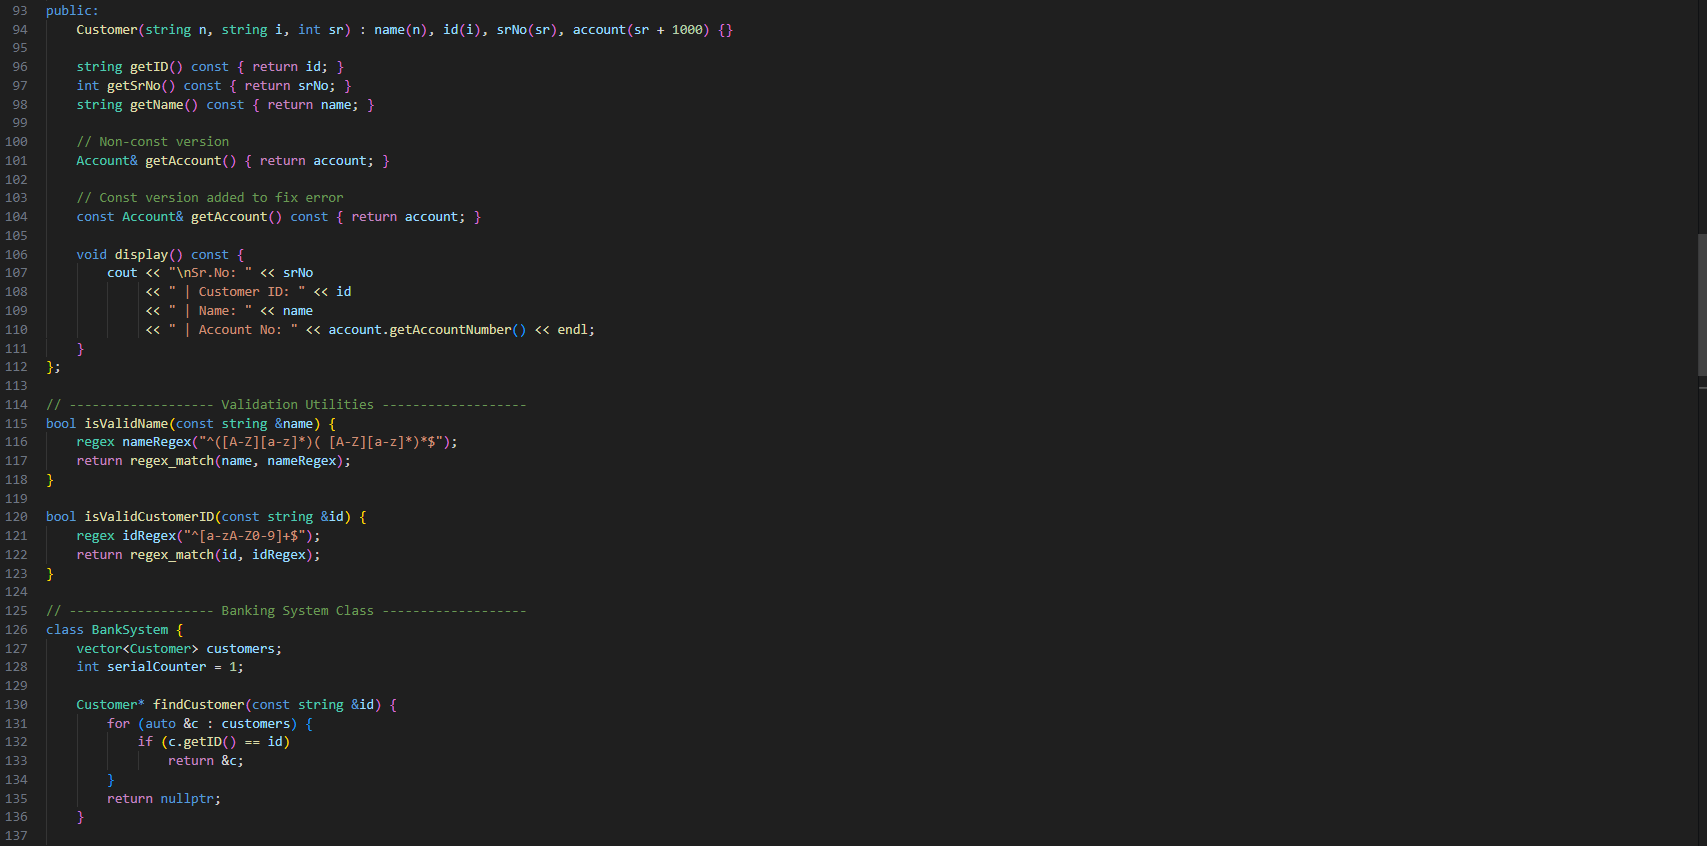 93 public:
94 Customer(string n, string i, int sr) : name(n), id(i), srNo(sr), account(sr + 1000) {}
95
96 string getID() const { return id; }
97 int getSrNo() const { return srNo; }
98 string getName() const { return name; }
99
100 // Non-const version
101 Account& getAccount() { return account; }
102
103 // Const version added to fix error
104 const Account& getAccount() const { return account; }
105
106 void display() const {
107 cout << "\nSr.No: " << srNo
108 << " | Customer ID: " << id
109 << " | Name: " << name
110 << " | Account No: " << account.getAccountNumber() << endl;
111 }
112 };
113
114 // ------------------- Validation Utilities -------------------
115 bool isValidName(const string &name) {
116 regex nameRegex("^([A-Z][a-z]*)( [A-Z][a-z]*)*$");
117 return regex_match(name, nameRegex);
118 }
119
120 bool isValidCustomerID(const string &id) {
121 regex idRegex("^[a-zA-Z0-9]+$");
122 return regex_match(id, idRegex);
123 }
124
125 // ------------------- Banking System Class -------------------
126 class BankSystem {
127 vector<Customer> customers;
128 int serialCounter = 1;
129
130 Customer* findCustomer(const string &id) {
131 for (auto &c : customers) {
132 if (c.getID() == id)
133 return &c;
134 }
135 return nullptr;
136 }
137